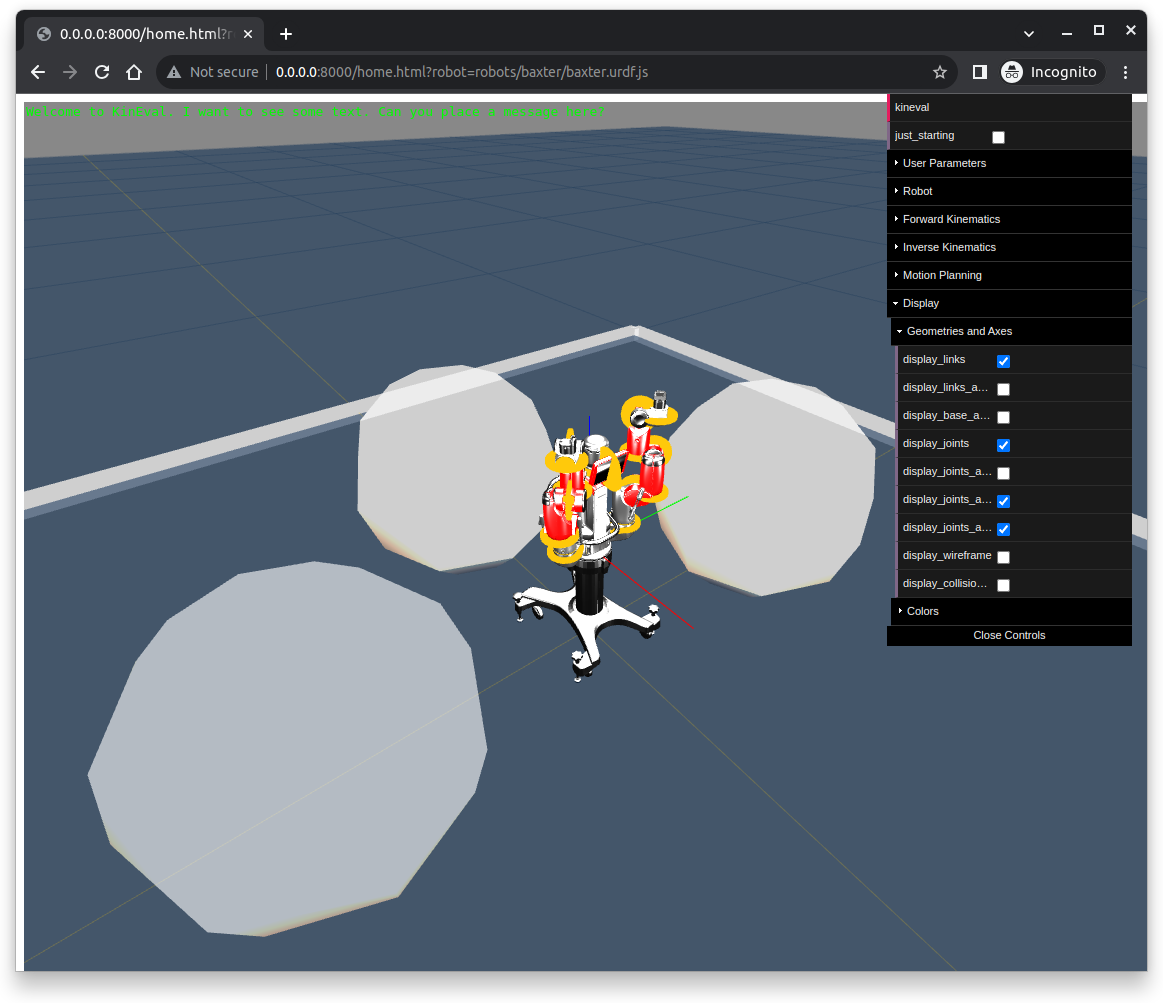 0.0.0.0:8000/home.html?r
Not secure
0.0.0.0:8000/home.html?robot=robots/baxter/baxter.urdf.js
Incognito
Welcome to KinEval. I want to see some text. Can you place a message here?
kineval
just_starting
User Parameters
Robot
Forward Kinematics
Inverse Kinematics
Motion Planning
Display
Geometries and Axes
display_links
display_links_a...
display_base_a...
display_joints
display_joints_a...
display_joints_a...
display_joints_a...
display_wireframe
display_collisio...
Colors
Close Controls